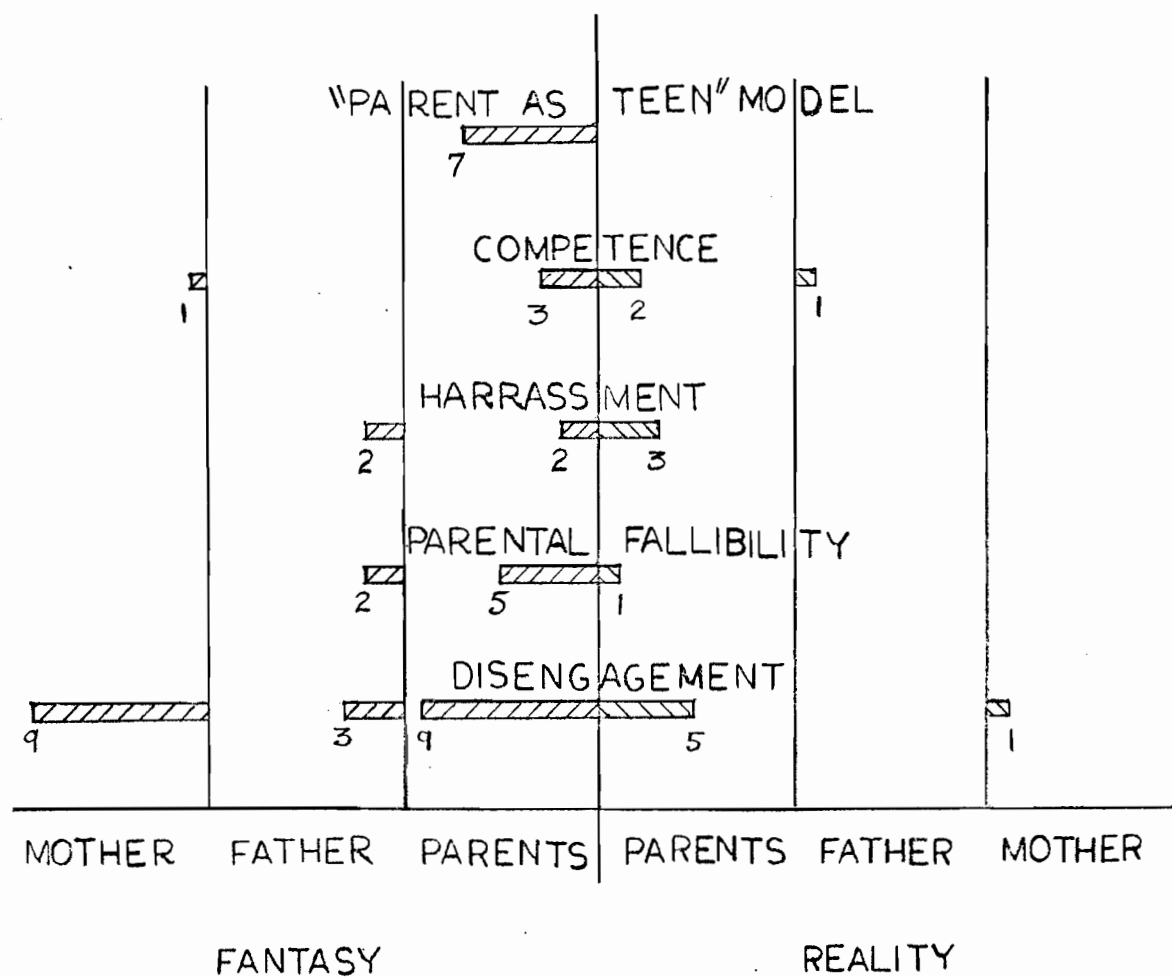 "PARENT AS TEEN" MODEL
7
COMPETENCE
1 3 2 1
HARRASSMENT
2 2 3
PARENTAL FALLIBILITY
2 5 1
DISENGAGEMENT
9 3 9 5 1
MOTHER FATHER PARENTS PARENTS FATHER MOTHER
FANTASY REALITY